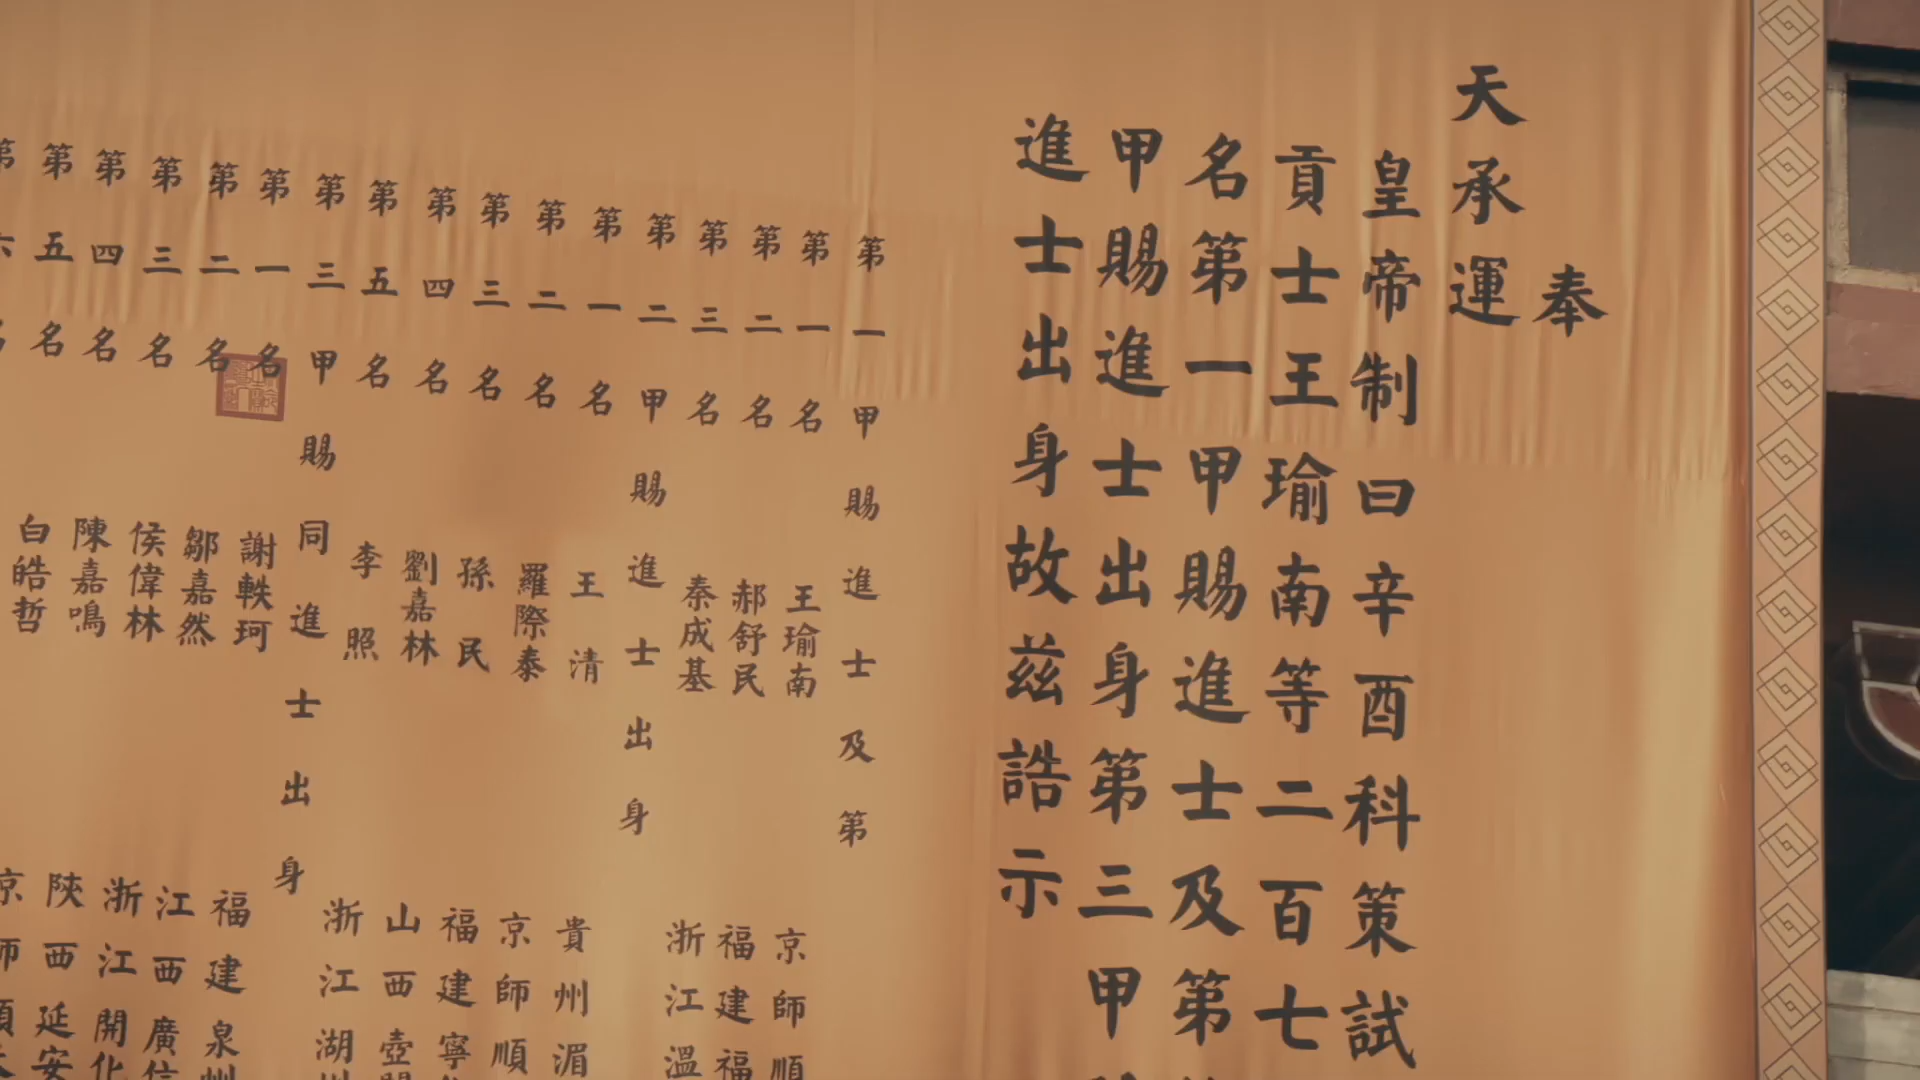 奉
天承運
皇帝制曰辛酉科策試
貢士王瑜南等二百七
名第一甲賜進士及第
甲賜進士出身第三甲
進士出身故茲誥示
第一甲賜進士及第
第一名 王瑜南 京師順
第二名 郝舒民 福建福
第三名 秦成基 浙江溫
第二甲賜進士出身
第一名 王清 貴州湄
第二名 羅際泰 京師順
第三名 孫民 福建寧
第四名 劉嘉林 山西壺
第五名 李照 浙江湖
第三甲賜同進士出身
第一名 謝軼珂 福建泉州
第二名 鄒嘉然 江西廣信
第三名 侯偉林 浙江開化
第四名 陳嘉鳴 陝西延安
第五名 白皓哲 京師順
第六名